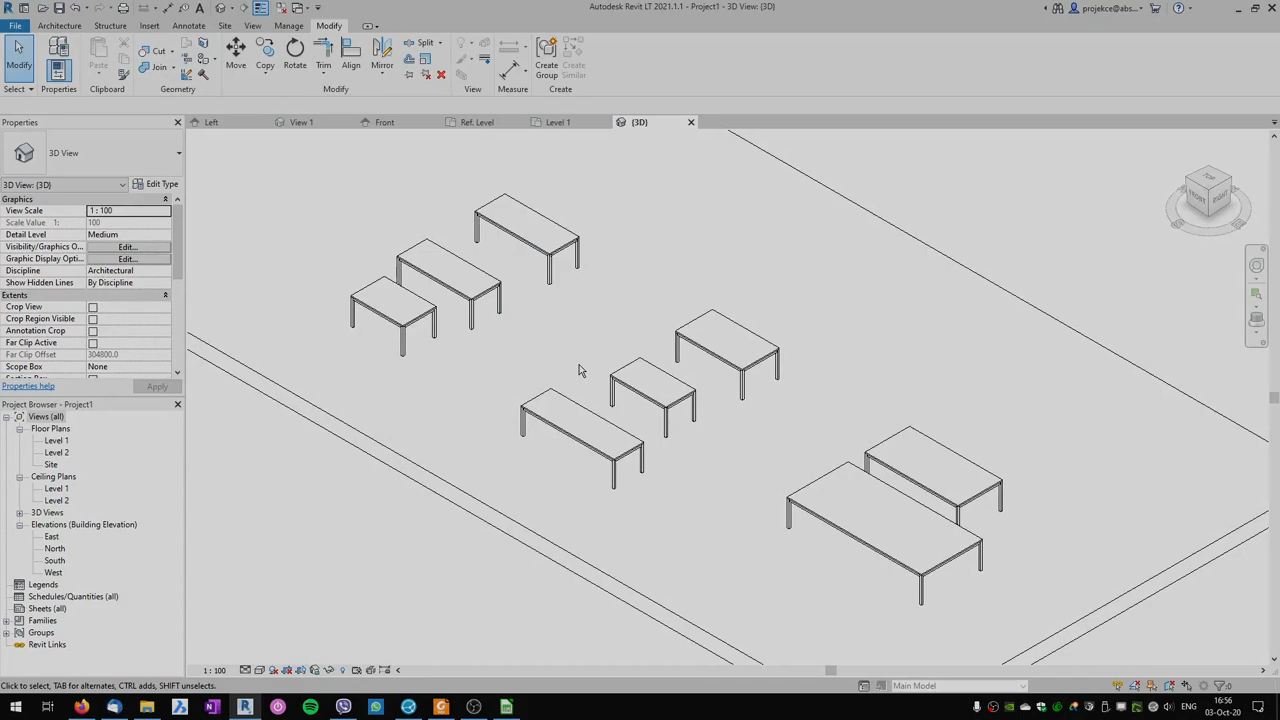 Autodesk Revit LT 2021.1.1 - Project1 - 3D View: {3D}
projekce@abs...
File Architecture Structure Insert Annotate Site View Manage Modify
Modify
Select
Properties
Paste
Clipboard
Cut
Join
Geometry
Move
Copy
Rotate
Trim
Align
Mirror
Split
Modify
View
Measure
Create Group
Create Similar
Create
Properties
Left
View 1
Front
Ref. Level
Level 1
{3D}
3D View
3D View: {3D}
Edit Type
Graphics
View Scale 1 : 100
Scale Value 1: 100
Detail Level Medium
Visibility/Graphics O... Edit...
Graphic Display Opti... Edit...
Discipline Architectural
Show Hidden Lines By Discipline
Extents
Crop View
Crop Region Visible
Annotation Crop
Far Clip Active
Far Clip Offset 304800.0
Scope Box None
Properties help
Apply
Project Browser - Project1
Views (all)
Floor Plans
Level 1
Level 2
Site
Ceiling Plans
Level 1
Level 2
3D Views
Elevations (Building Elevation)
East
North
South
West
Legends
Schedules/Quantities (all)
Sheets (all)
Families
Groups
Revit Links
TOP
FRONT
RIGHT
1 : 100
Click to select, TAB for alternates, CTRL adds, SHIFT unselects.
Main Model
:0
ENG
16:56
03-Oct-20